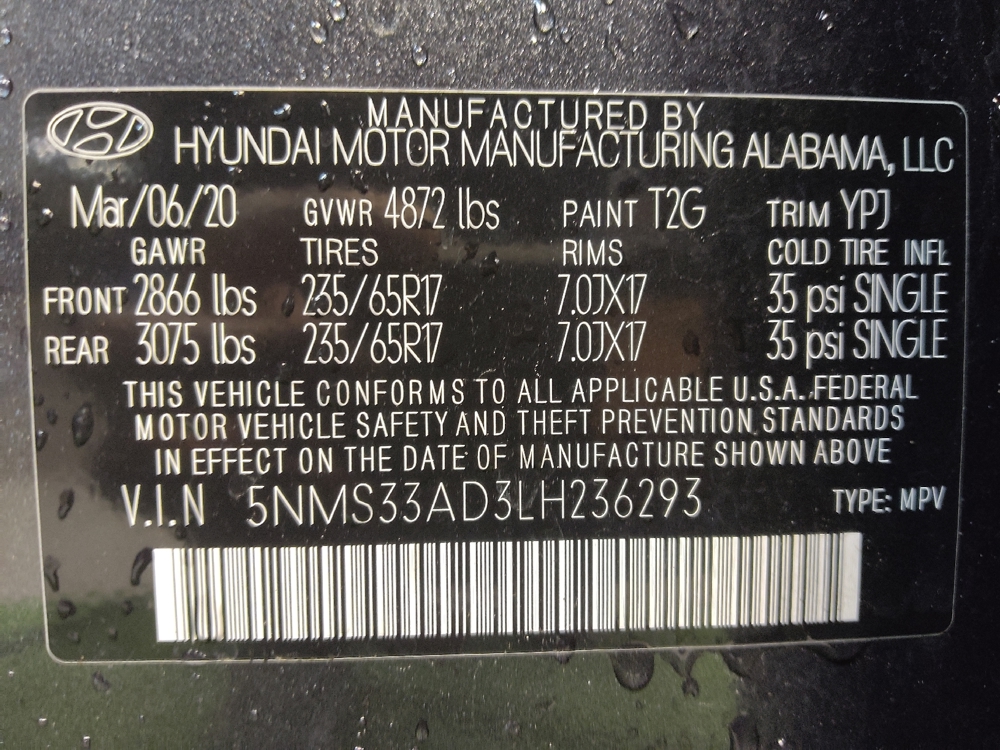 MANUFACTURED BY
HYUNDAI MOTOR MANUFACTURING ALABAMA, LLC
Mar/06/20 GVWR 4872 lbs PAINT T2G TRIM YPJ
GAWR TIRES RIMS COLD TIRE INFL
FRONT 2866 lbs 235/65R17 7.0JX17 35 psi SINGLE
REAR 3075 lbs 235/65R17 7.0JX17 35 psi SINGLE
THIS VEHICLE CONFORMS TO ALL APPLICABLE U.S.A.FEDERAL
MOTOR VEHICLE SAFETY AND THEFT PREVENTION STANDARDS
IN EFFECT ON THE DATE OF MANUFACTURE SHOWN ABOVE
V.I.N 5NMS33AD3LH236293 TYPE: MPV